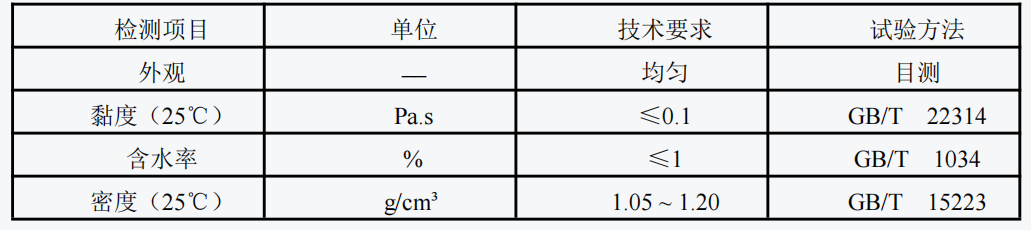 检测项目 单位 技术要求 试验方法
外观 — 均匀 目测
黏度（25℃） Pa.s ≤0.1 GB/T 22314
含水率 % ≤1 GB/T 1034
密度（25℃） g/cm³ 1.05 ~ 1.20 GB/T 15223